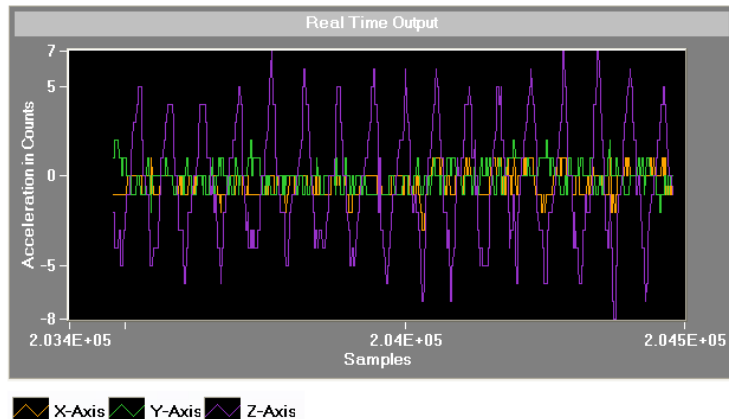 Real Time Output
Acceleration in Counts
7
5
0
-5
-8
2.034E+05
2.04E+05
2.045E+05
Samples
X-Axis
Y-Axis
Z-Axis